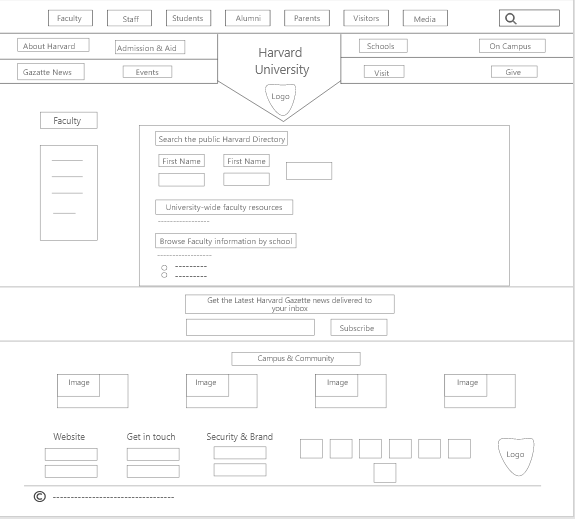 Faculty
Staff
Students
Alumni
Parents
Visitors
Media
About Harvard
Admission & Aid
Harvard
University
Schools
On Campus
Gazatte News
Events
Visit
Give
Logo
Faculty
Search the public Harvard Directory
First Name
First Name
University-wide faculty resources
Browse Faculty information by school
Get the Latest Harvard Gazette news delivered to
your inbox
Subscribe
Campus & Community
Image
Image
Image
Image
Website
Get in touch
Security & Brand
Logo
©